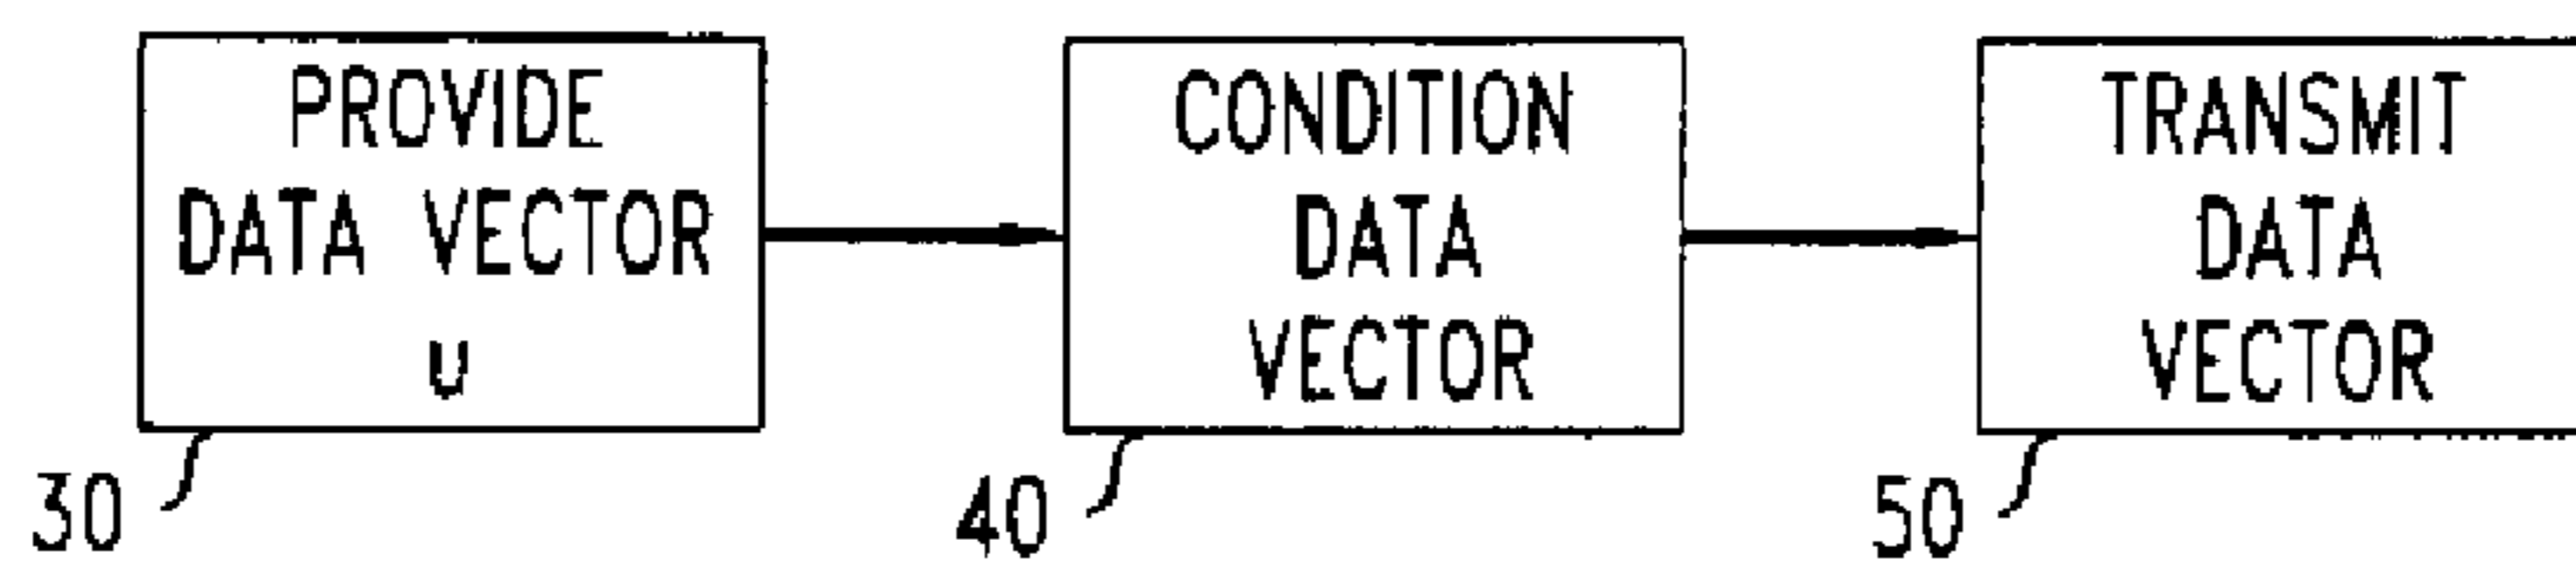 PROVIDE
DATA VECTOR
u
CONDITION
DATA
VECTOR
TRANSMIT
DATA
VECTOR
30
40
50